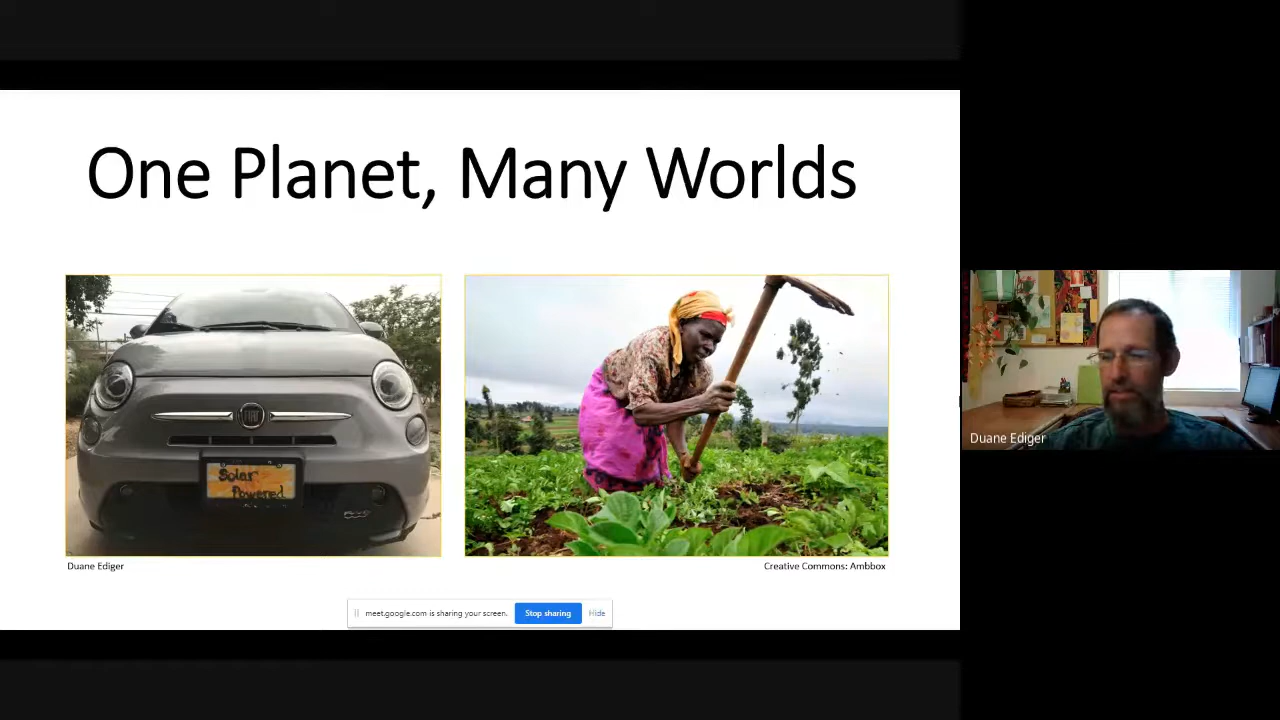 One Planet, Many Worlds
FIAT
Solar
Powered
Duane Ediger
Creative Commons: Ambbox
meet.google.com is sharing your screen.
Stop sharing
Hide
Duane Ediger